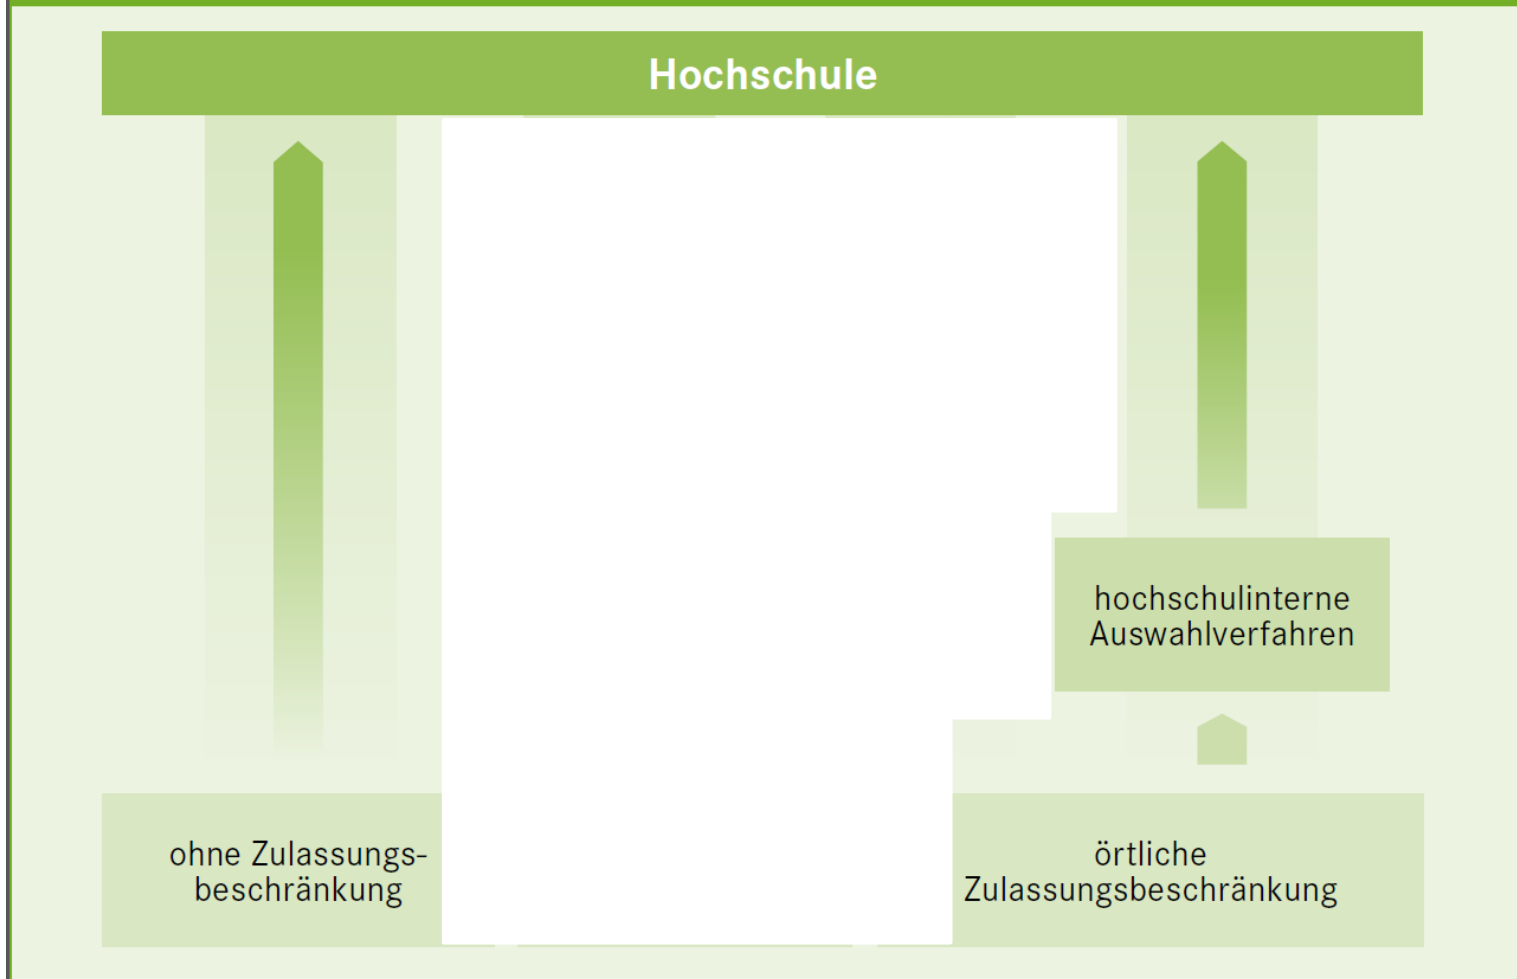 Hochschule
hochschulinterne
Auswahlverfahren
ohne Zulassungs-
beschränkung
örtliche
Zulassungsbeschränkung